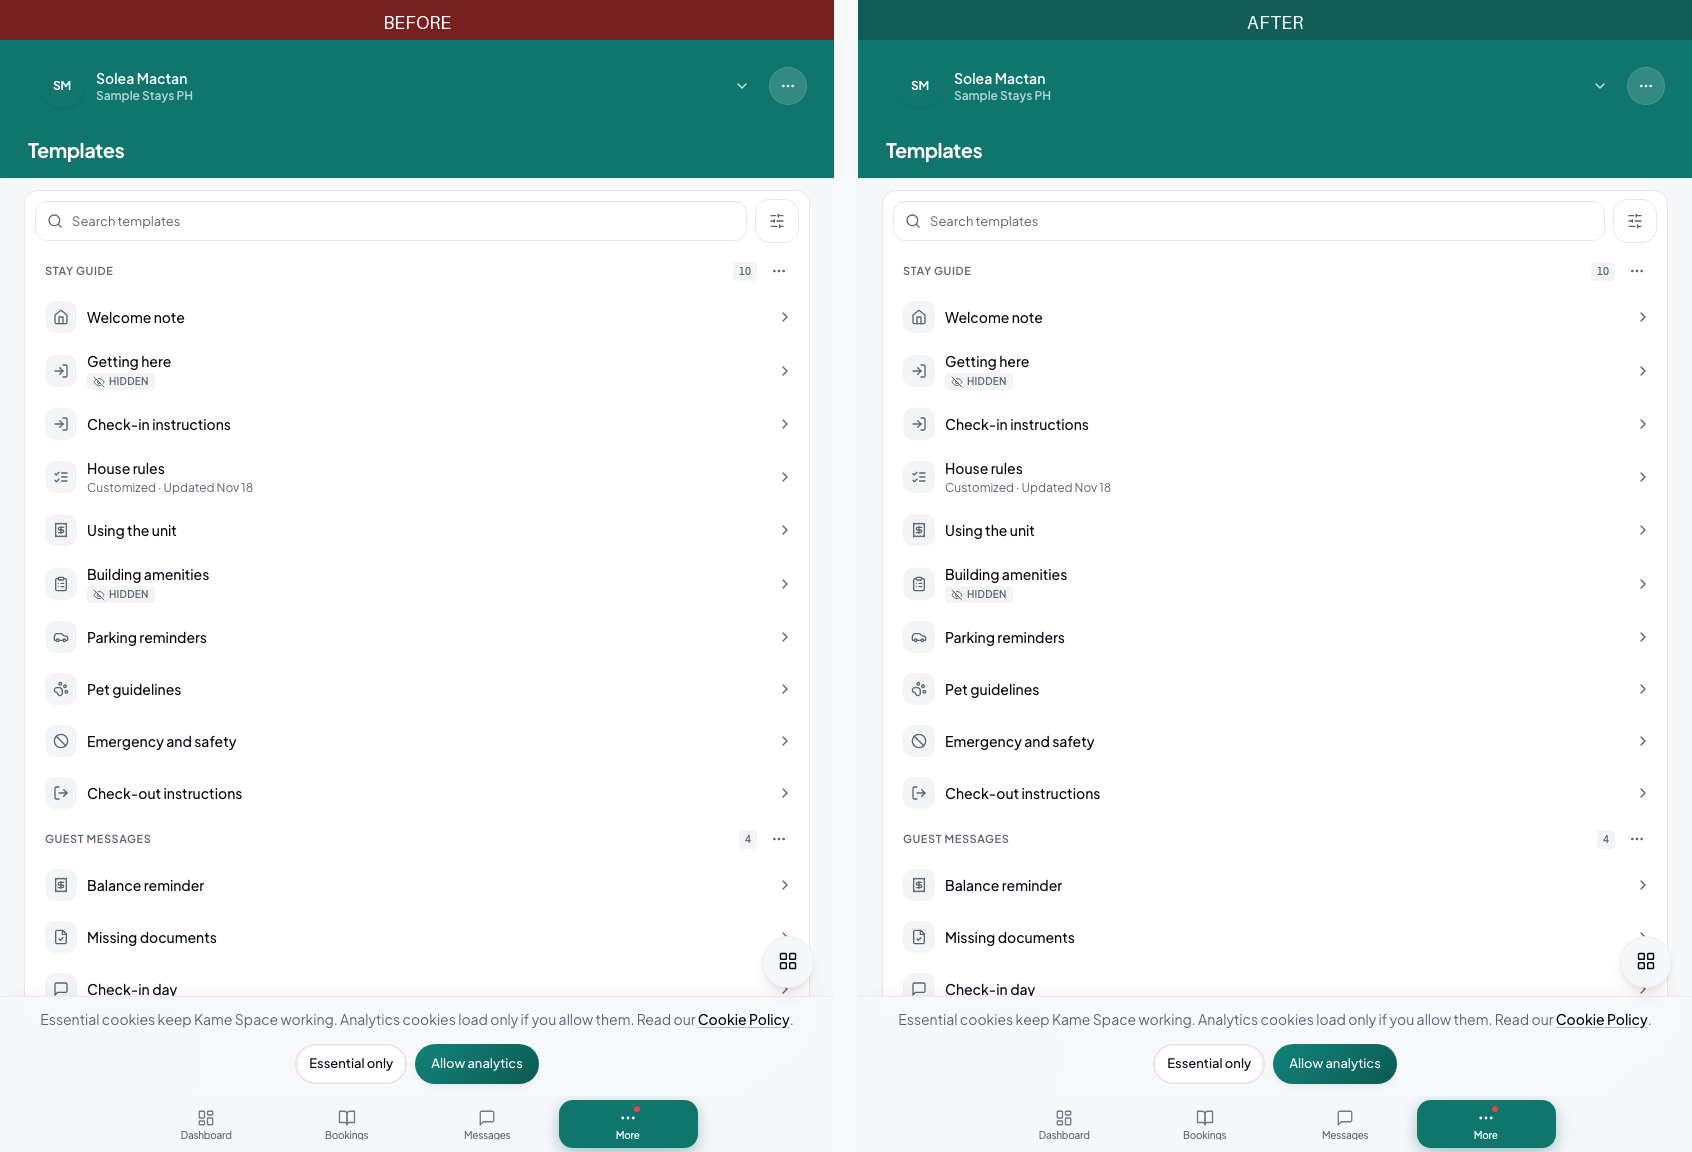 BEFORE
SM
Solea Mactan
Sample Stays PH
Templates
Search templates
STAY GUIDE
10
Welcome note
Getting here
HIDDEN
Check-in instructions
House rules
Customized · Updated Nov 18
Using the unit
Building amenities
HIDDEN
Parking reminders
Pet guidelines
Emergency and safety
Check-out instructions
GUEST MESSAGES
4
Balance reminder
Missing documents
Check-in day
Essential cookies keep Kame Space working. Analytics cookies load only if you allow them. Read our Cookie Policy.
Essential only
Allow analytics
Dashboard
Bookings
Messages
More
AFTER
SM
Solea Mactan
Sample Stays PH
Templates
Search templates
STAY GUIDE
10
Welcome note
Getting here
HIDDEN
Check-in instructions
House rules
Customized · Updated Nov 18
Using the unit
Building amenities
HIDDEN
Parking reminders
Pet guidelines
Emergency and safety
Check-out instructions
GUEST MESSAGES
4
Balance reminder
Missing documents
Check-in day
Essential cookies keep Kame Space working. Analytics cookies load only if you allow them. Read our Cookie Policy.
Essential only
Allow analytics
Dashboard
Bookings
Messages
More